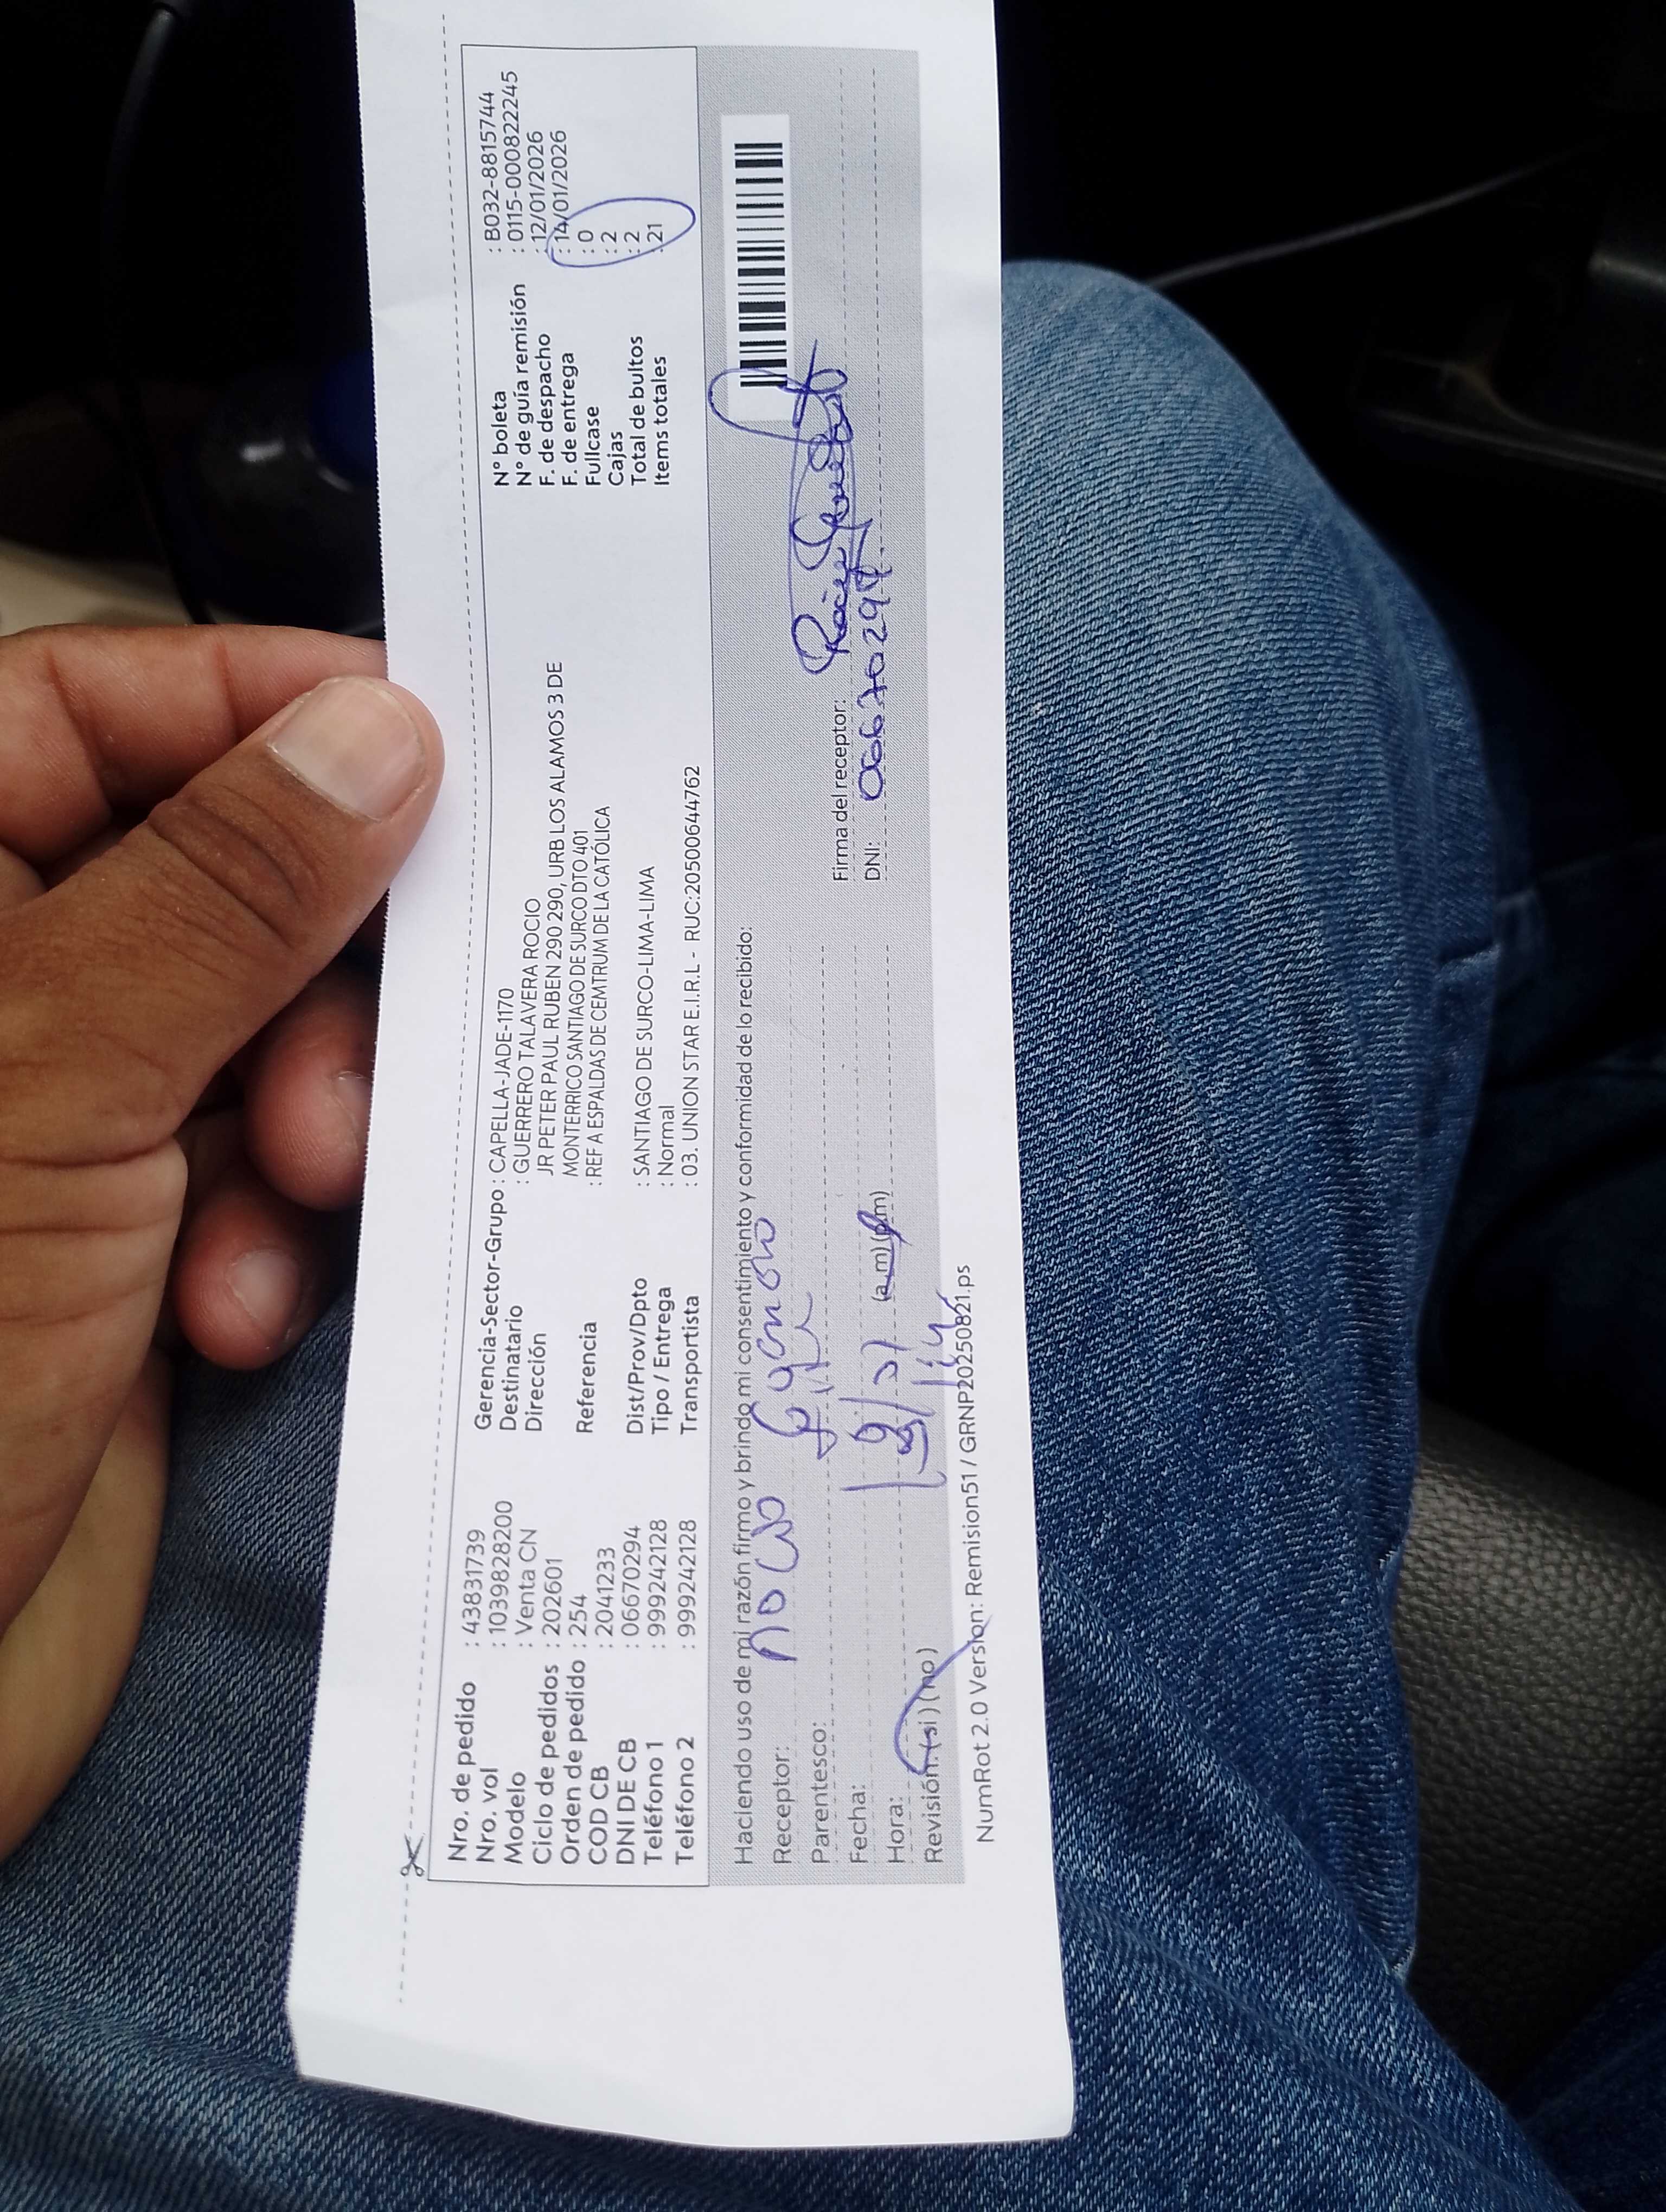 Nro. de pedido : 43831739
Nro. vol : 1039828200
Modelo : Venta CN
Ciclo de pedidos : 202601
Orden de pedido : 254
COD CB : 2041233
DNI DE CB : 06670294
Teléfono 1 : 999242128
Teléfono 2 : 999242128
Gerencia-Sector-Grupo : CAPELLA-JADE-1170
Destinatario : GUERRERO TALAVERA ROCIO
Dirección JR PETER PAUL RUBEN 290 290, URB LOS ALAMOS 3 DE
MONTERRICO SANTIAGO DE SURCO DTO 401
Referencia : REF A ESPALDAS DE CEMTRUM DE LA CATÓLICA
Dist/Prov/Dpto : SANTIAGO DE SURCO-LIMA-LIMA
Tipo / Entrega : Normal
Transportista : 03. UNION STAR E.I.R.L - RUC:20500644762
N° boleta : B032-8815744
N° de guía remisión : 0115-000822245
F. de despacho : 12/01/2026
F. de entrega : 14/01/2026
Fullcase : 0
Cajas : 2
Total de bultos : 2
Items totales : 21
Haciendo uso de mi razón firmo y brindo mi consentimiento y conformidad de lo recibido:
Receptor:
Parentesco:
Fecha:
Hora: (a.m) (p.m)
Revisión: (si) (no)
Firma del receptor:
DNI: 06670294
NumRot 2.0 Version: Remision51 / GRNP20250821.ps